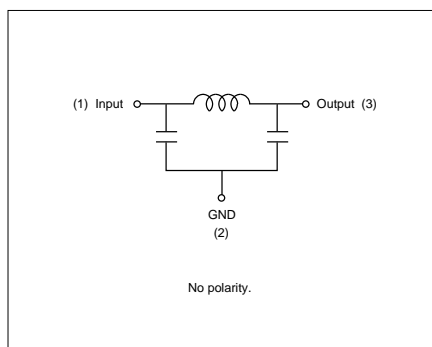 (1) Input
Output (3)
GND
(2)
No polarity.